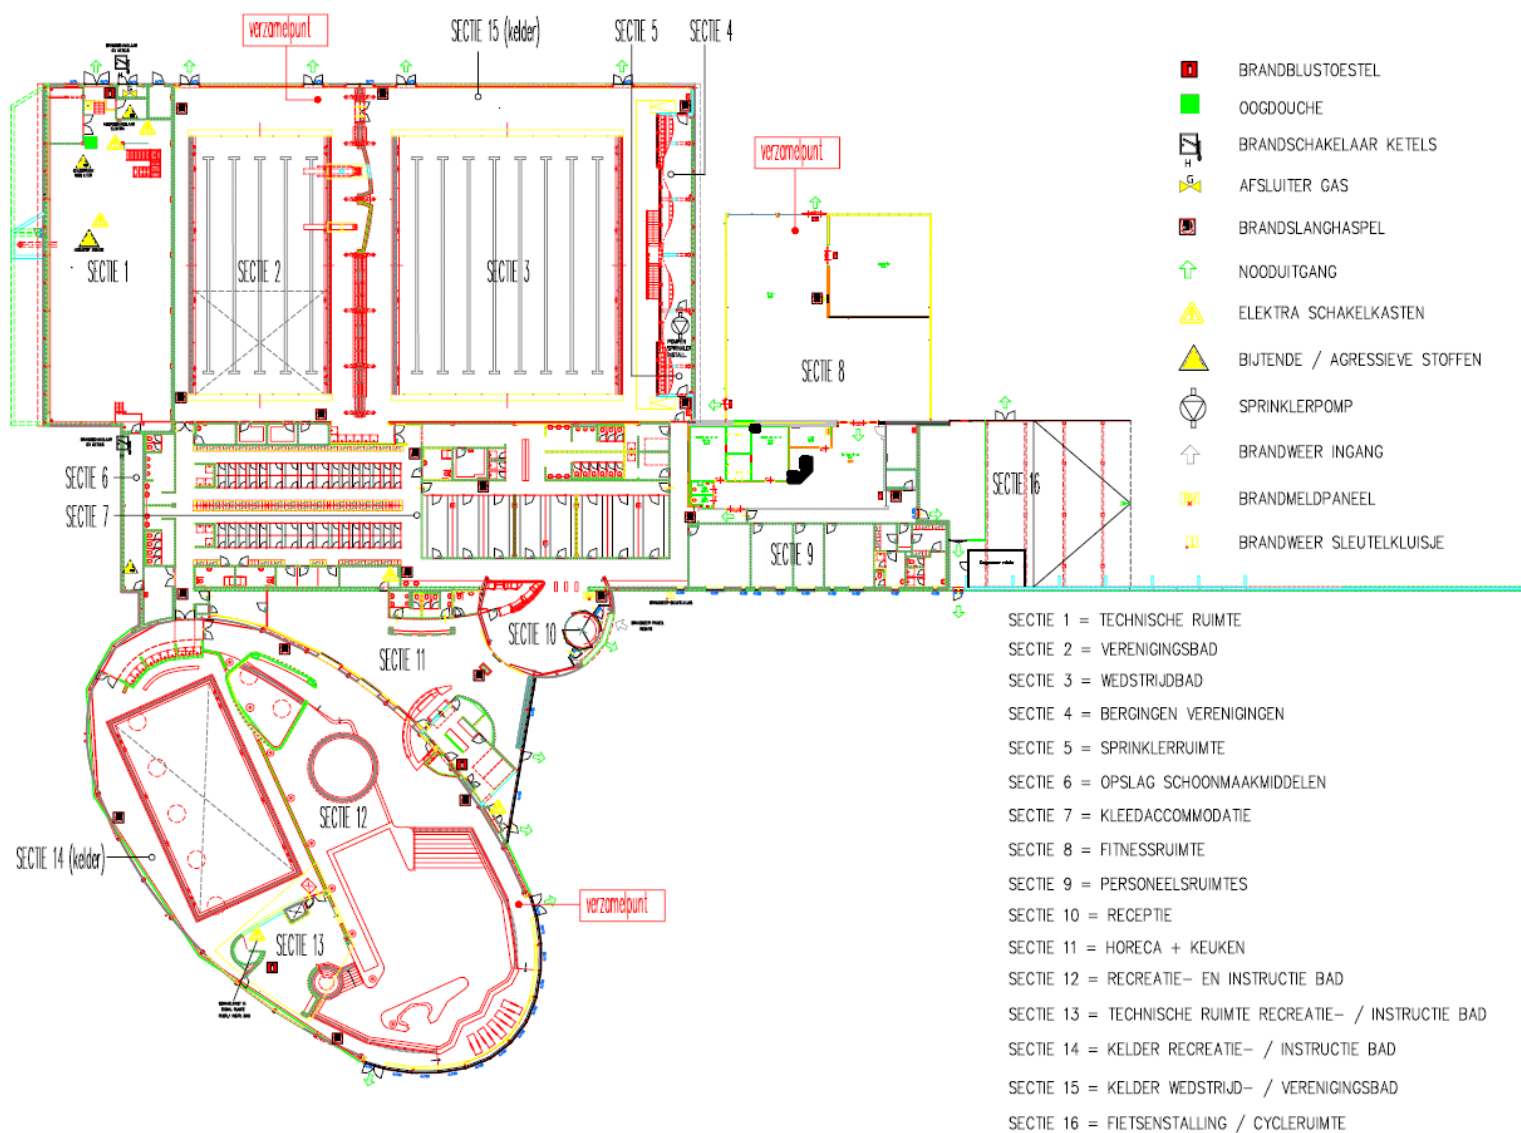 verzamelpunt
SECTIE 15 (kelder)
SECTIE 5
SECTIE 4
verzamelpunt
SECTIE 1
SECTIE 2
SECTIE 3
SECTIE 8
SECTIE 6
SECTIE 7
SECTIE 16
SECTIE 9
SECTIE 10
SECTIE 11
SECTIE 12
SECTIE 14 (kelder)
SECTIE 13
verzamelpunt
BRANDBLUSTOESTEL
OOGDOUCHE
H
BRANDSCHAKELAAR KETELS
G
AFSLUITER GAS
BRANDSLANGHASPEL
NOODUITGANG
ELEKTRA SCHAKELKASTEN
BIJTENDE / AGRESSIEVE STOFFEN
SPRINKLERPOMP
BRANDWEER INGANG
BRANDMELDPANEEL
BRANDWEER SLEUTELKLUISJE
SECTIE 1 = TECHNISCHE RUIMTE
SECTIE 2 = VERENIGINGSBAD
SECTIE 3 = WEDSTRIJDBAD
SECTIE 4 = BERGINGEN VERENIGINGEN
SECTIE 5 = SPRINKLERRUIMTE
SECTIE 6 = OPSLAG SCHOONMAAKMIDDELEN
SECTIE 7 = KLEEDACCOMMODATIE
SECTIE 8 = FITNESSRUIMTE
SECTIE 9 = PERSONEELSRUIMTES
SECTIE 10 = RECEPTIE
SECTIE 11 = HORECA + KEUKEN
SECTIE 12 = RECREATIE- EN INSTRUCTIE BAD
SECTIE 13 = TECHNISCHE RUIMTE RECREATIE- / INSTRUCTIE BAD
SECTIE 14 = KELDER RECREATIE- / INSTRUCTIE BAD
SECTIE 15 = KELDER WEDSTRIJD- / VERENIGINGSBAD
SECTIE 16 = FIETSENSTALLING / CYCLERUIMTE